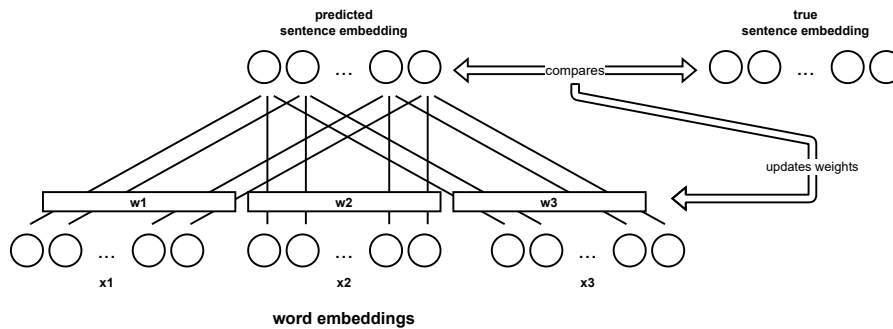 predicted
sentence embedding
true
sentence embedding
...
compares
...
updates weights
w1
w2
w3
...
...
...
x1
x2
x3
word embeddings